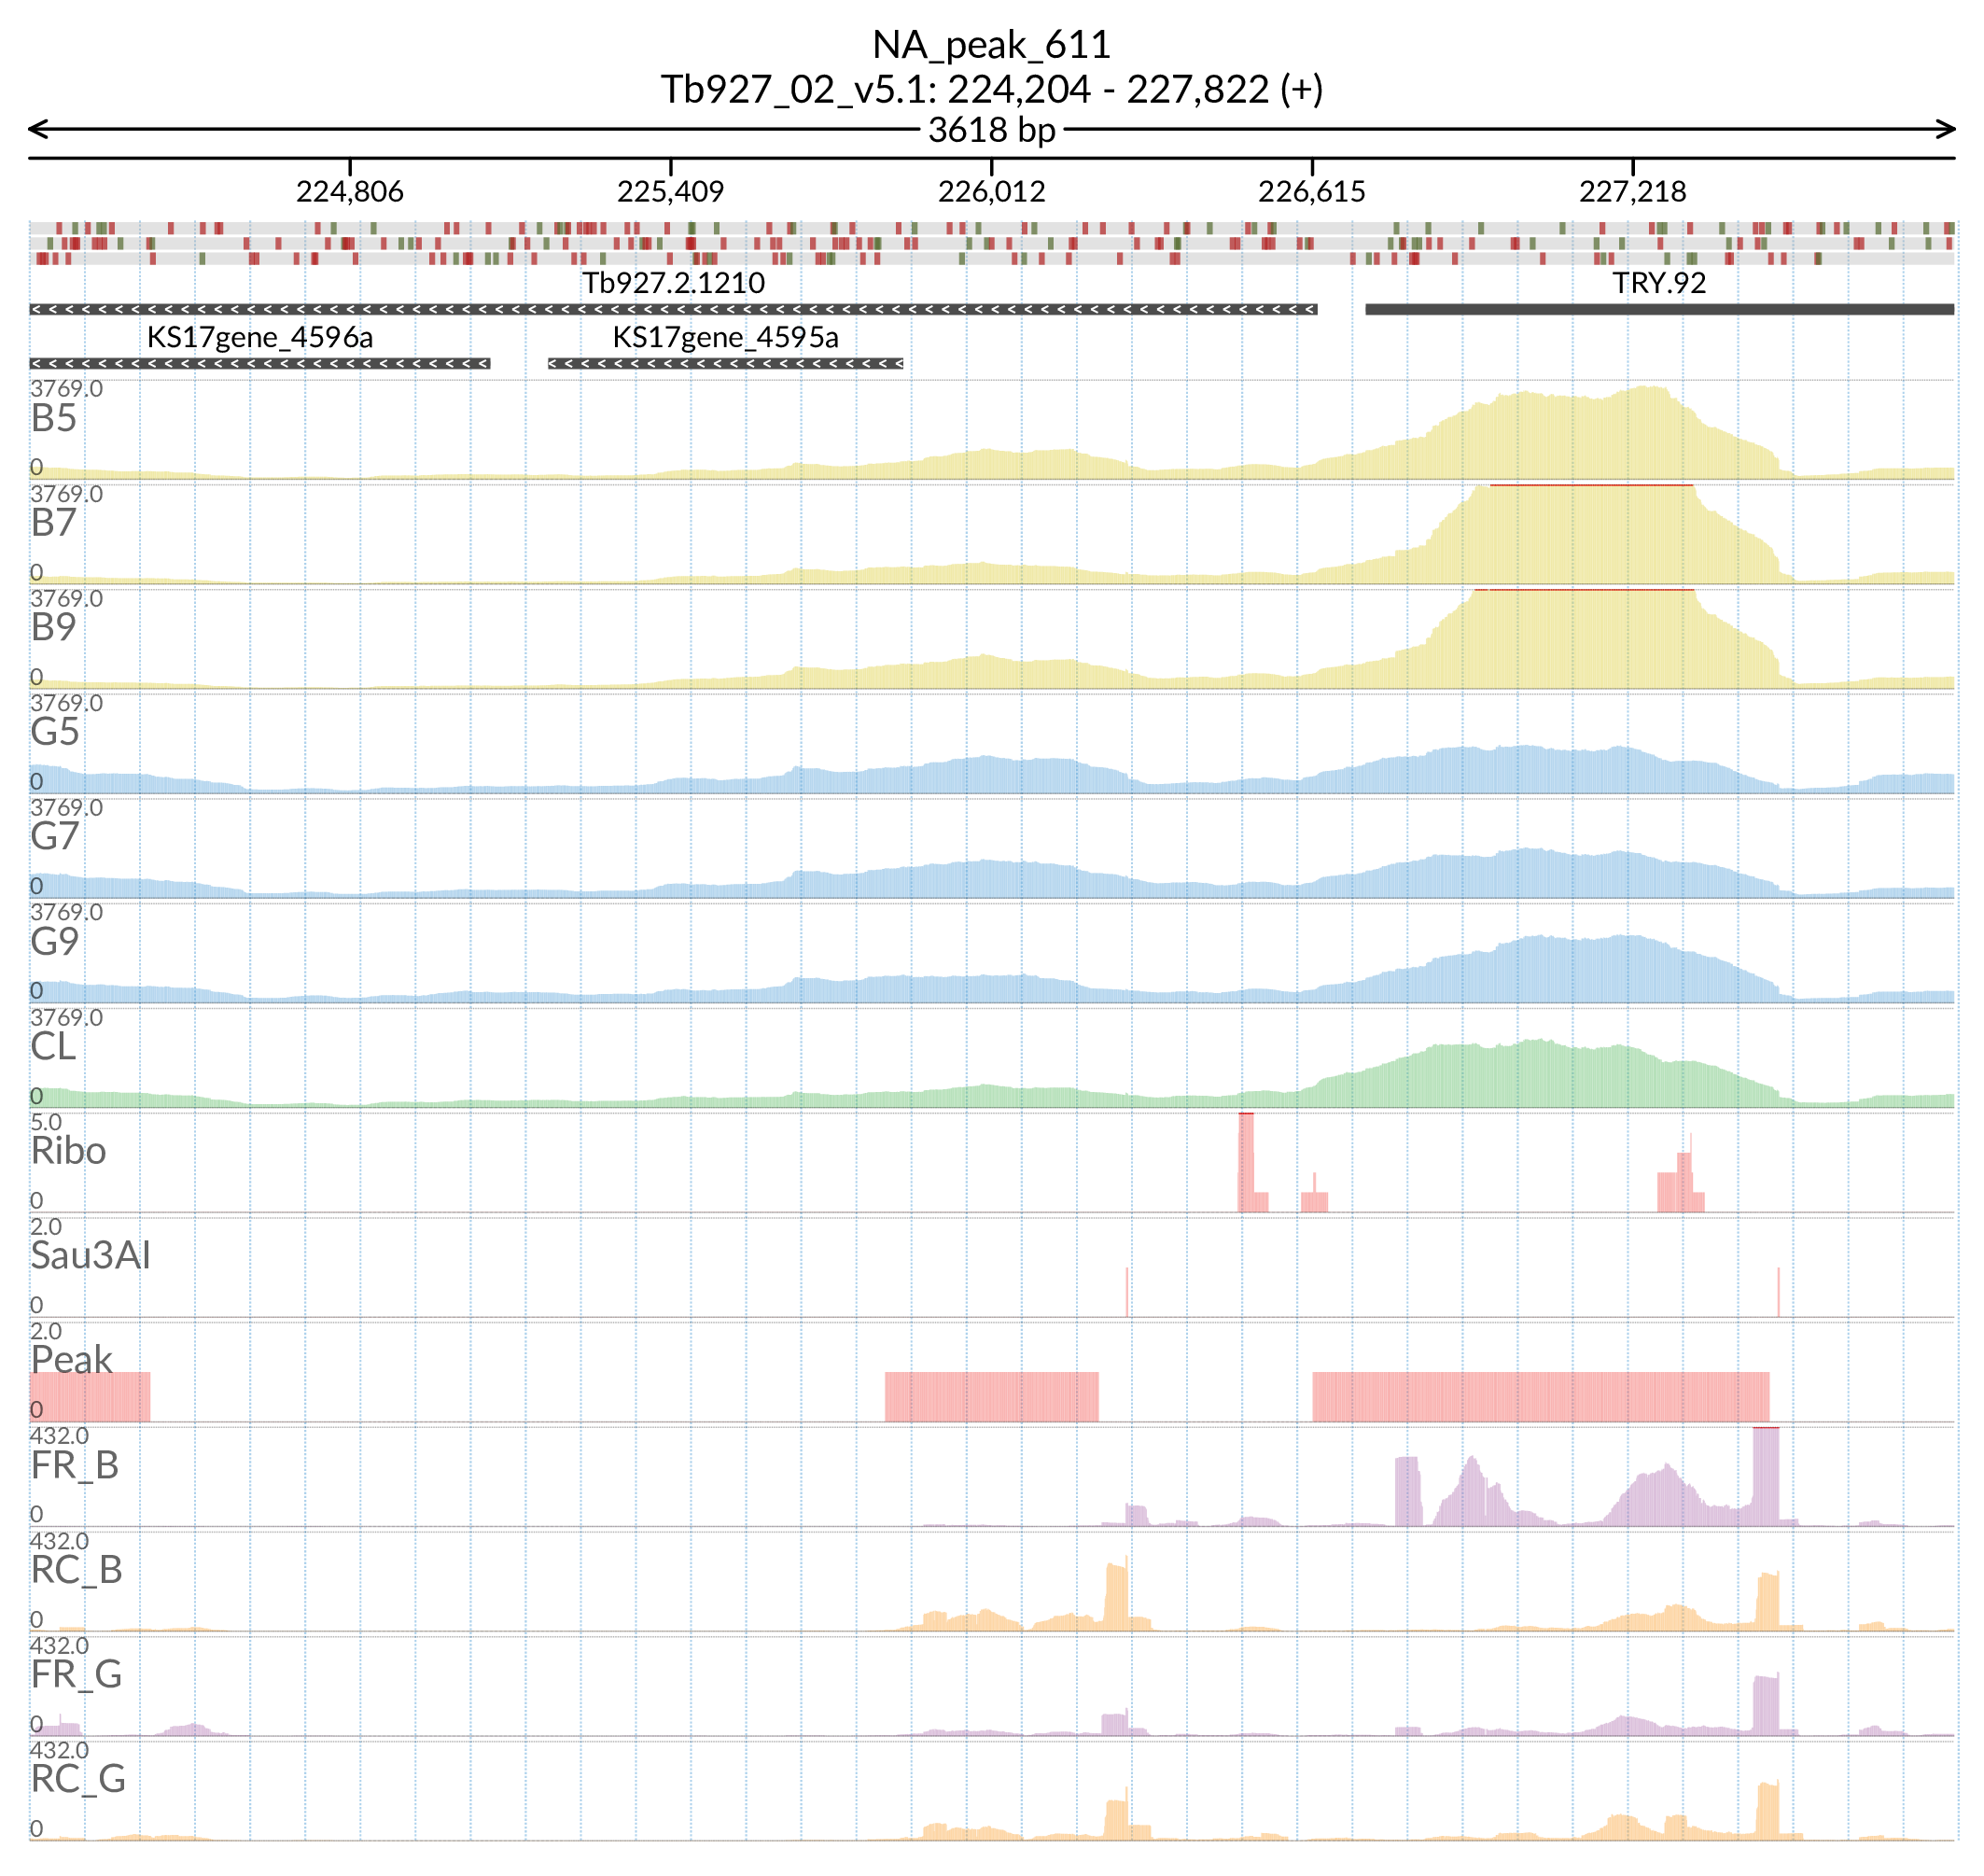 NA_peak_611
Tb927_02_v5.1: 224,204 - 227,822 (+)
3618 bp
224,806 225,409 226,012 226,615 227,218
Tb927.2.1210 TRY.92
KS17gene_4596a KS17gene_4595a
3769.0
B5
0
3769.0
B7
0
3769.0
B9
0
3769.0
G5
0
3769.0
G7
0
3769.0
G9
0
3769.0
CL
0
5.0
Ribo
0
2.0
Sau3AI
0
2.0
Peak
0
432.0
FR_B
0
432.0
RC_B
0
432.0
FR_G
0
432.0
RC_G
0